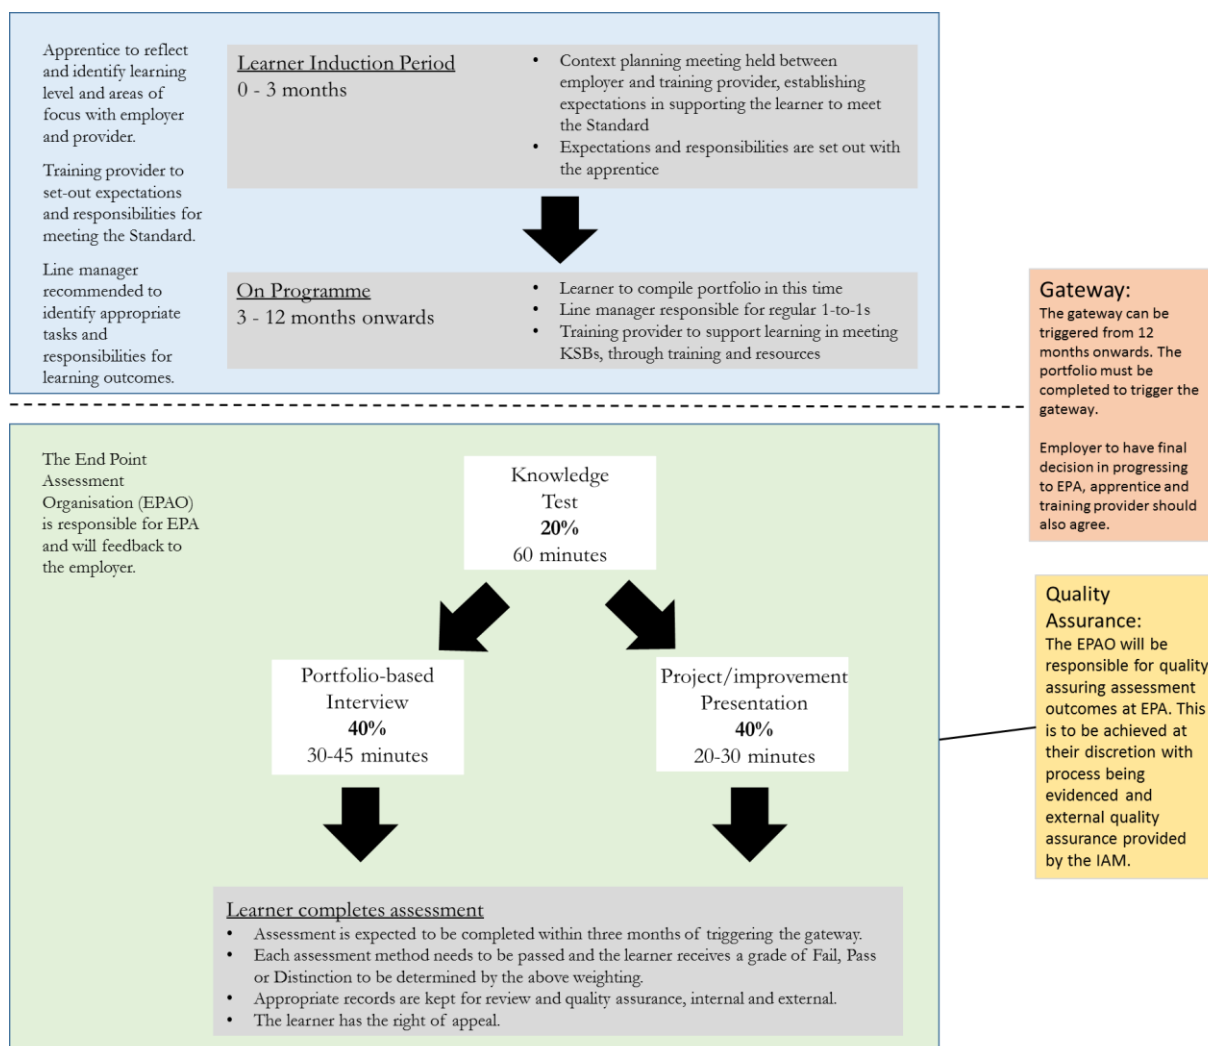 Apprentice to reflect
and identify learning
level and areas of
focus with employer
and provider.
Training provider to
set-out expectations
and responsibilities for
meeting the Standard.
Line manager
recommended to
identify appropriate
tasks and
responsibilities for
learning outcomes.
Learner Induction Period
0 - 3 months
• Context planning meeting held between
employer and training provider, establishing
expectations in supporting the learner to meet
the Standard
• Expectations and responsibilities are set out with
the apprentice
On Programme
3 - 12 months onwards
• Learner to compile portfolio in this time
• Line manager responsible for regular 1-to-1s
• Training provider to support learning in meeting
KSBs, through training and resources
Gateway:
The gateway can be
triggered from 12
months onwards. The
portfolio must be
completed to trigger the
gateway.
Employer to have final
decision in progressing
to EPA, apprentice and
training provider should
also agree.
The End Point
Assessment
Organisation (EPAO)
is responsible for EPA
and will feedback to
the employer.
Knowledge
Test
20%
60 minutes
Portfolio-based
Interview
40%
30-45 minutes
Project/improvement
Presentation
40%
20-30 minutes
Quality
Assurance:
The EPAO will be
responsible for quality
assuring assessment
outcomes at EPA. This
is to be achieved at
their discretion with
process being
evidenced and
external quality
assurance provided
by the IAM.
Learner completes assessment
• Assessment is expected to be completed within three months of triggering the gateway.
• Each assessment method needs to be passed and the learner receives a grade of Fail, Pass
or Distinction to be determined by the above weighting.
• Appropriate records are kept for review and quality assurance, internal and external.
• The learner has the right of appeal.